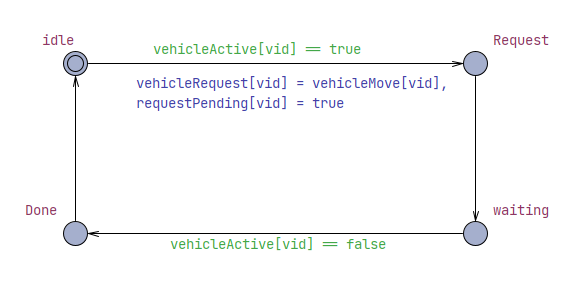 idle
vehicleActive[vid] == true
Request
vehicleRequest[vid] = vehicleMove[vid],
requestPending[vid] = true
Done
waiting
vehicleActive[vid] == false